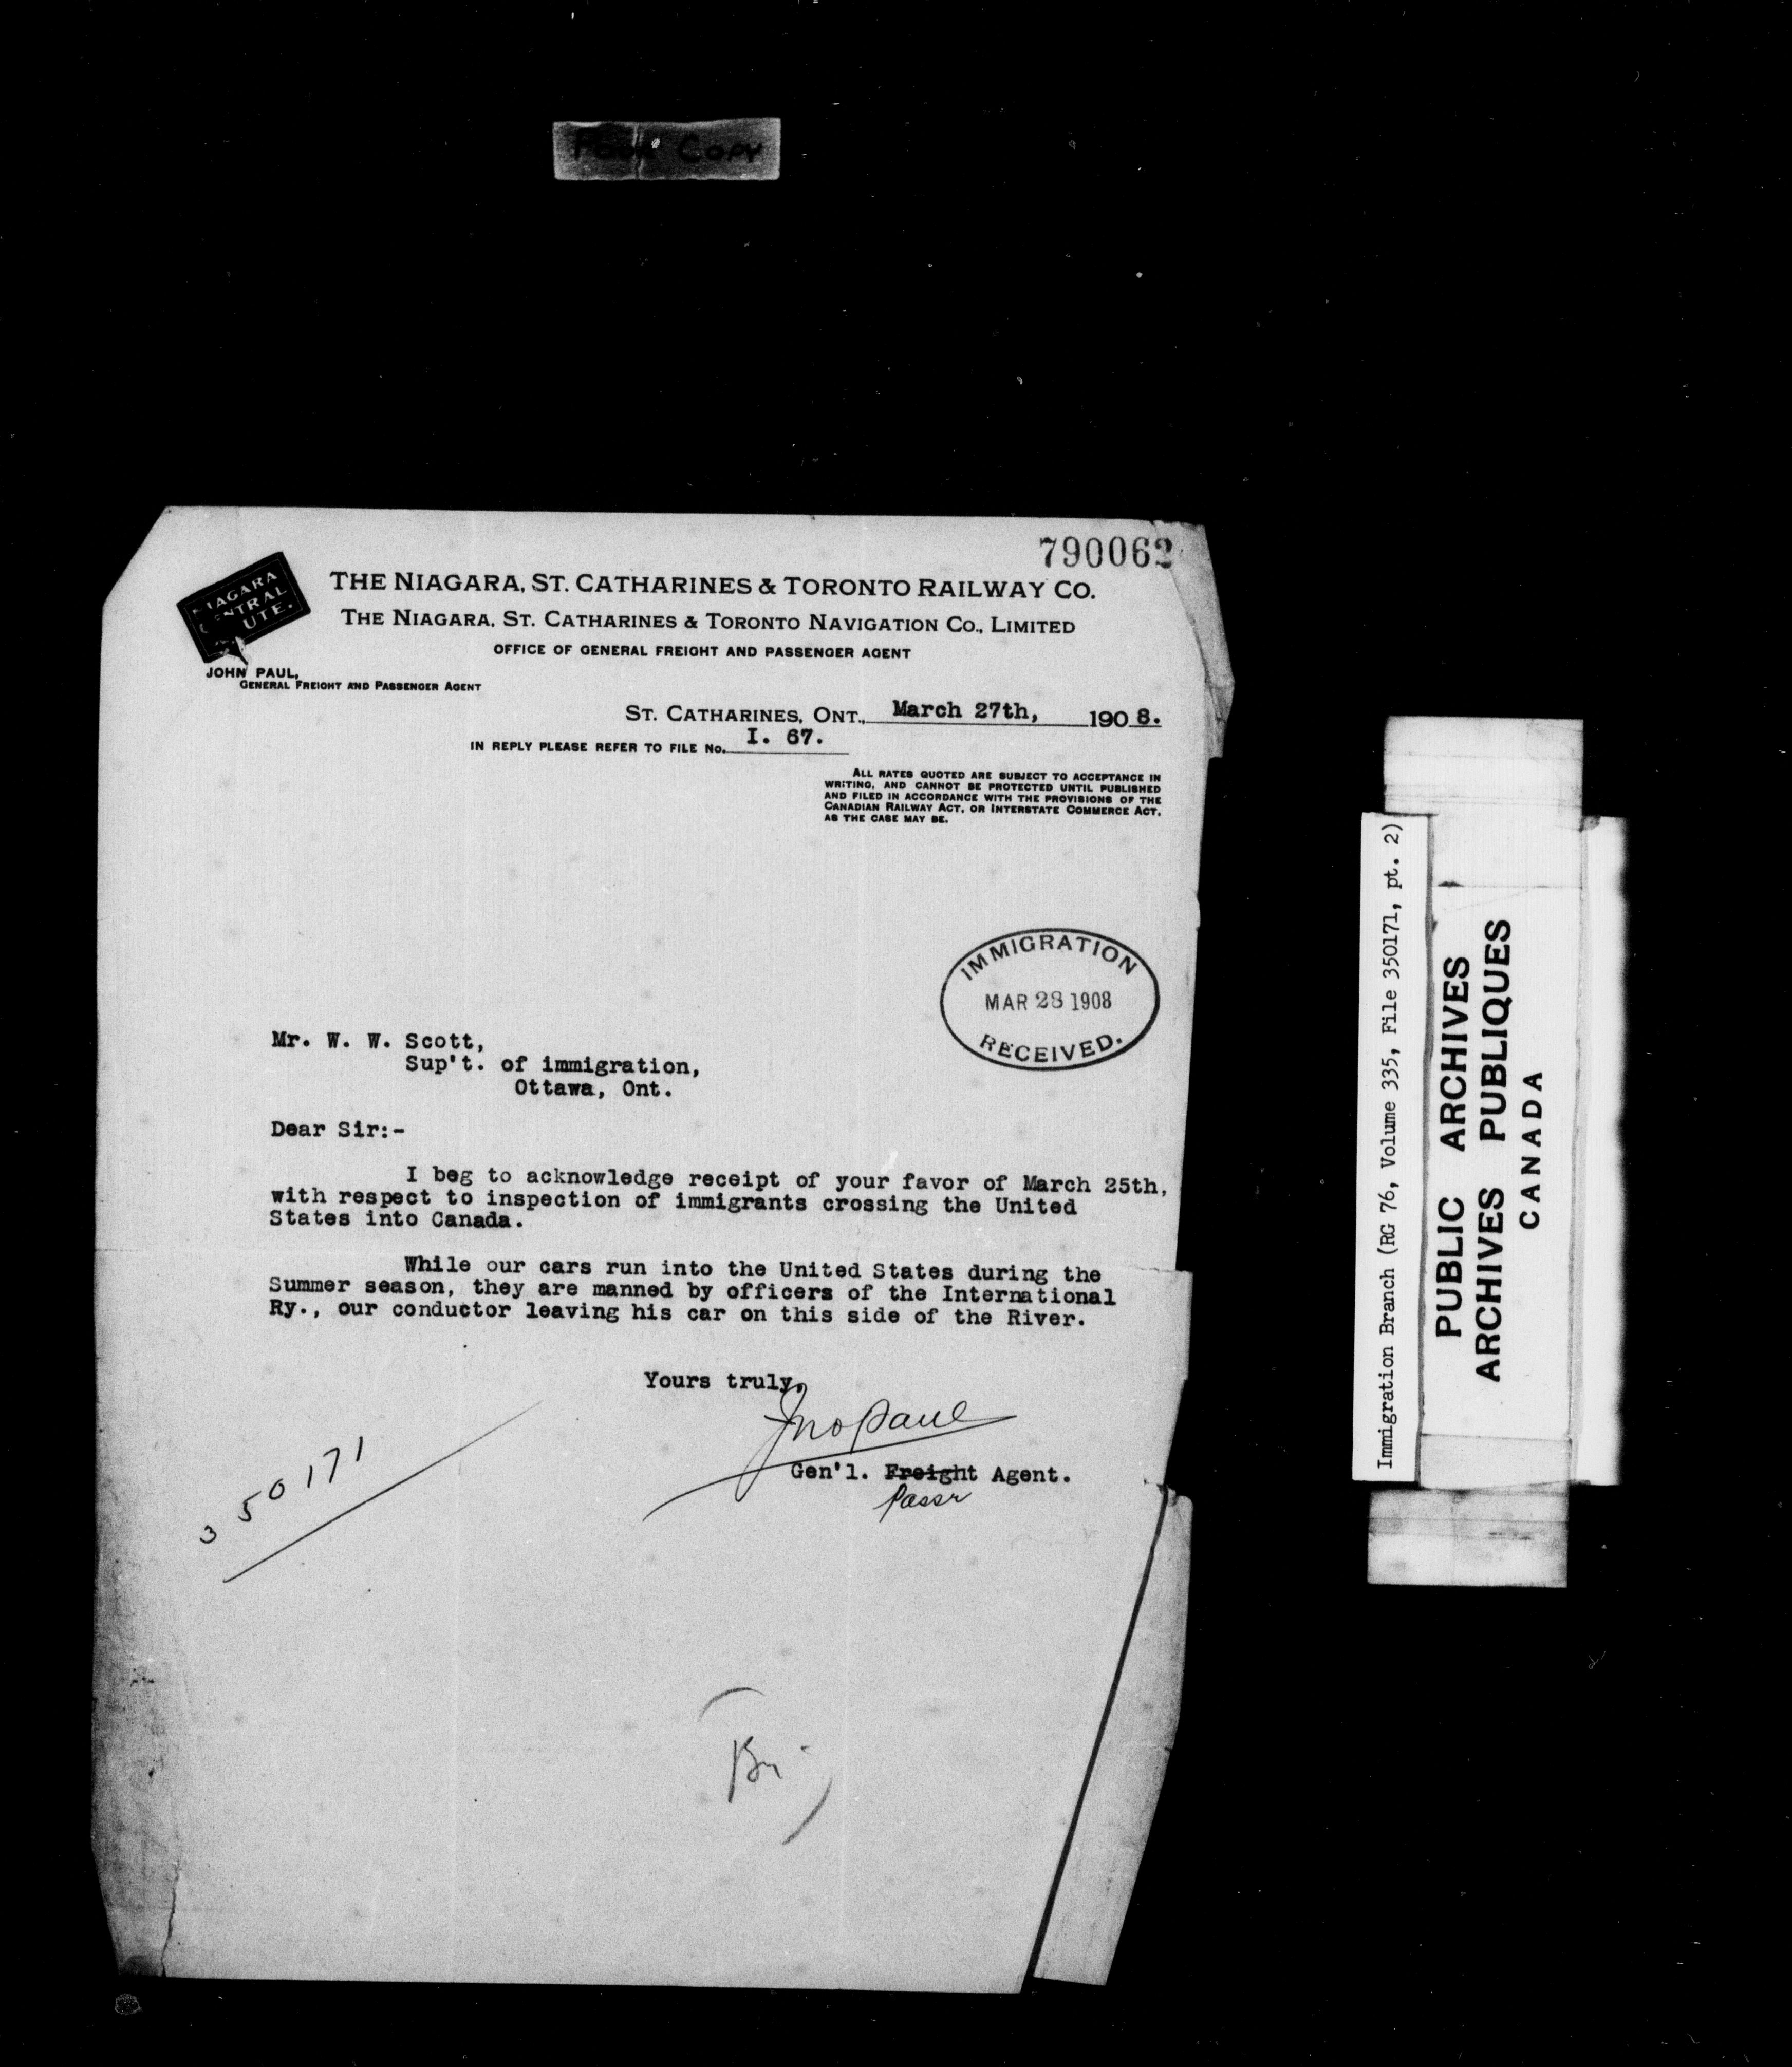 Copy
790062
NIAGARA
CENTRAL
ROUTE.
THE NIAGARA, ST. CATHARINES & TORONTO RAILWAY CO.
THE NIAGARA, ST. CATHARINES & TORONTO NAVIGATION CO., LIMITED
OFFICE OF GENERAL FREIGHT AND PASSENGER AGENT
JOHN PAUL,
GENERAL FREIGHT AND PASSENGER AGENT
ST. CATHARINES, ONT., March 27th, 1908.
IN REPLY PLEASE REFER TO FILE NO. I. 67.
ALL RATES QUOTED ARE SUBJECT TO ACCEPTANCE IN
WRITING, AND CANNOT BE PROTECTED UNTIL PUBLISHED
AND FILED IN ACCORDANCE WITH THE PROVISIONS OF THE
CANADIAN RAILWAY ACT, OR INTERSTATE COMMERCE ACT,
AS THE CASE MAY BE.
IMMIGRATION
MAR 28 1908
RECEIVED.
Mr. W. W. Scott,
Sup't. of immigration,
Ottawa, Ont.
Dear Sir:-
I beg to acknowledge receipt of your favor of March 25th,
with respect to inspection of immigrants crossing the United
States into Canada.
While our cars run into the United States during the
Summer season, they are manned by officers of the International
Ry., our conductor leaving his car on this side of the River.
Yours truly,
Jno Paul
Gen'l. Freight Agent.
Passr
350171
Immigration Branch (RG 76, Volume 335, File 350171, pt. 2)
PUBLIC ARCHIVES
ARCHIVES PUBLIQUES
CANADA